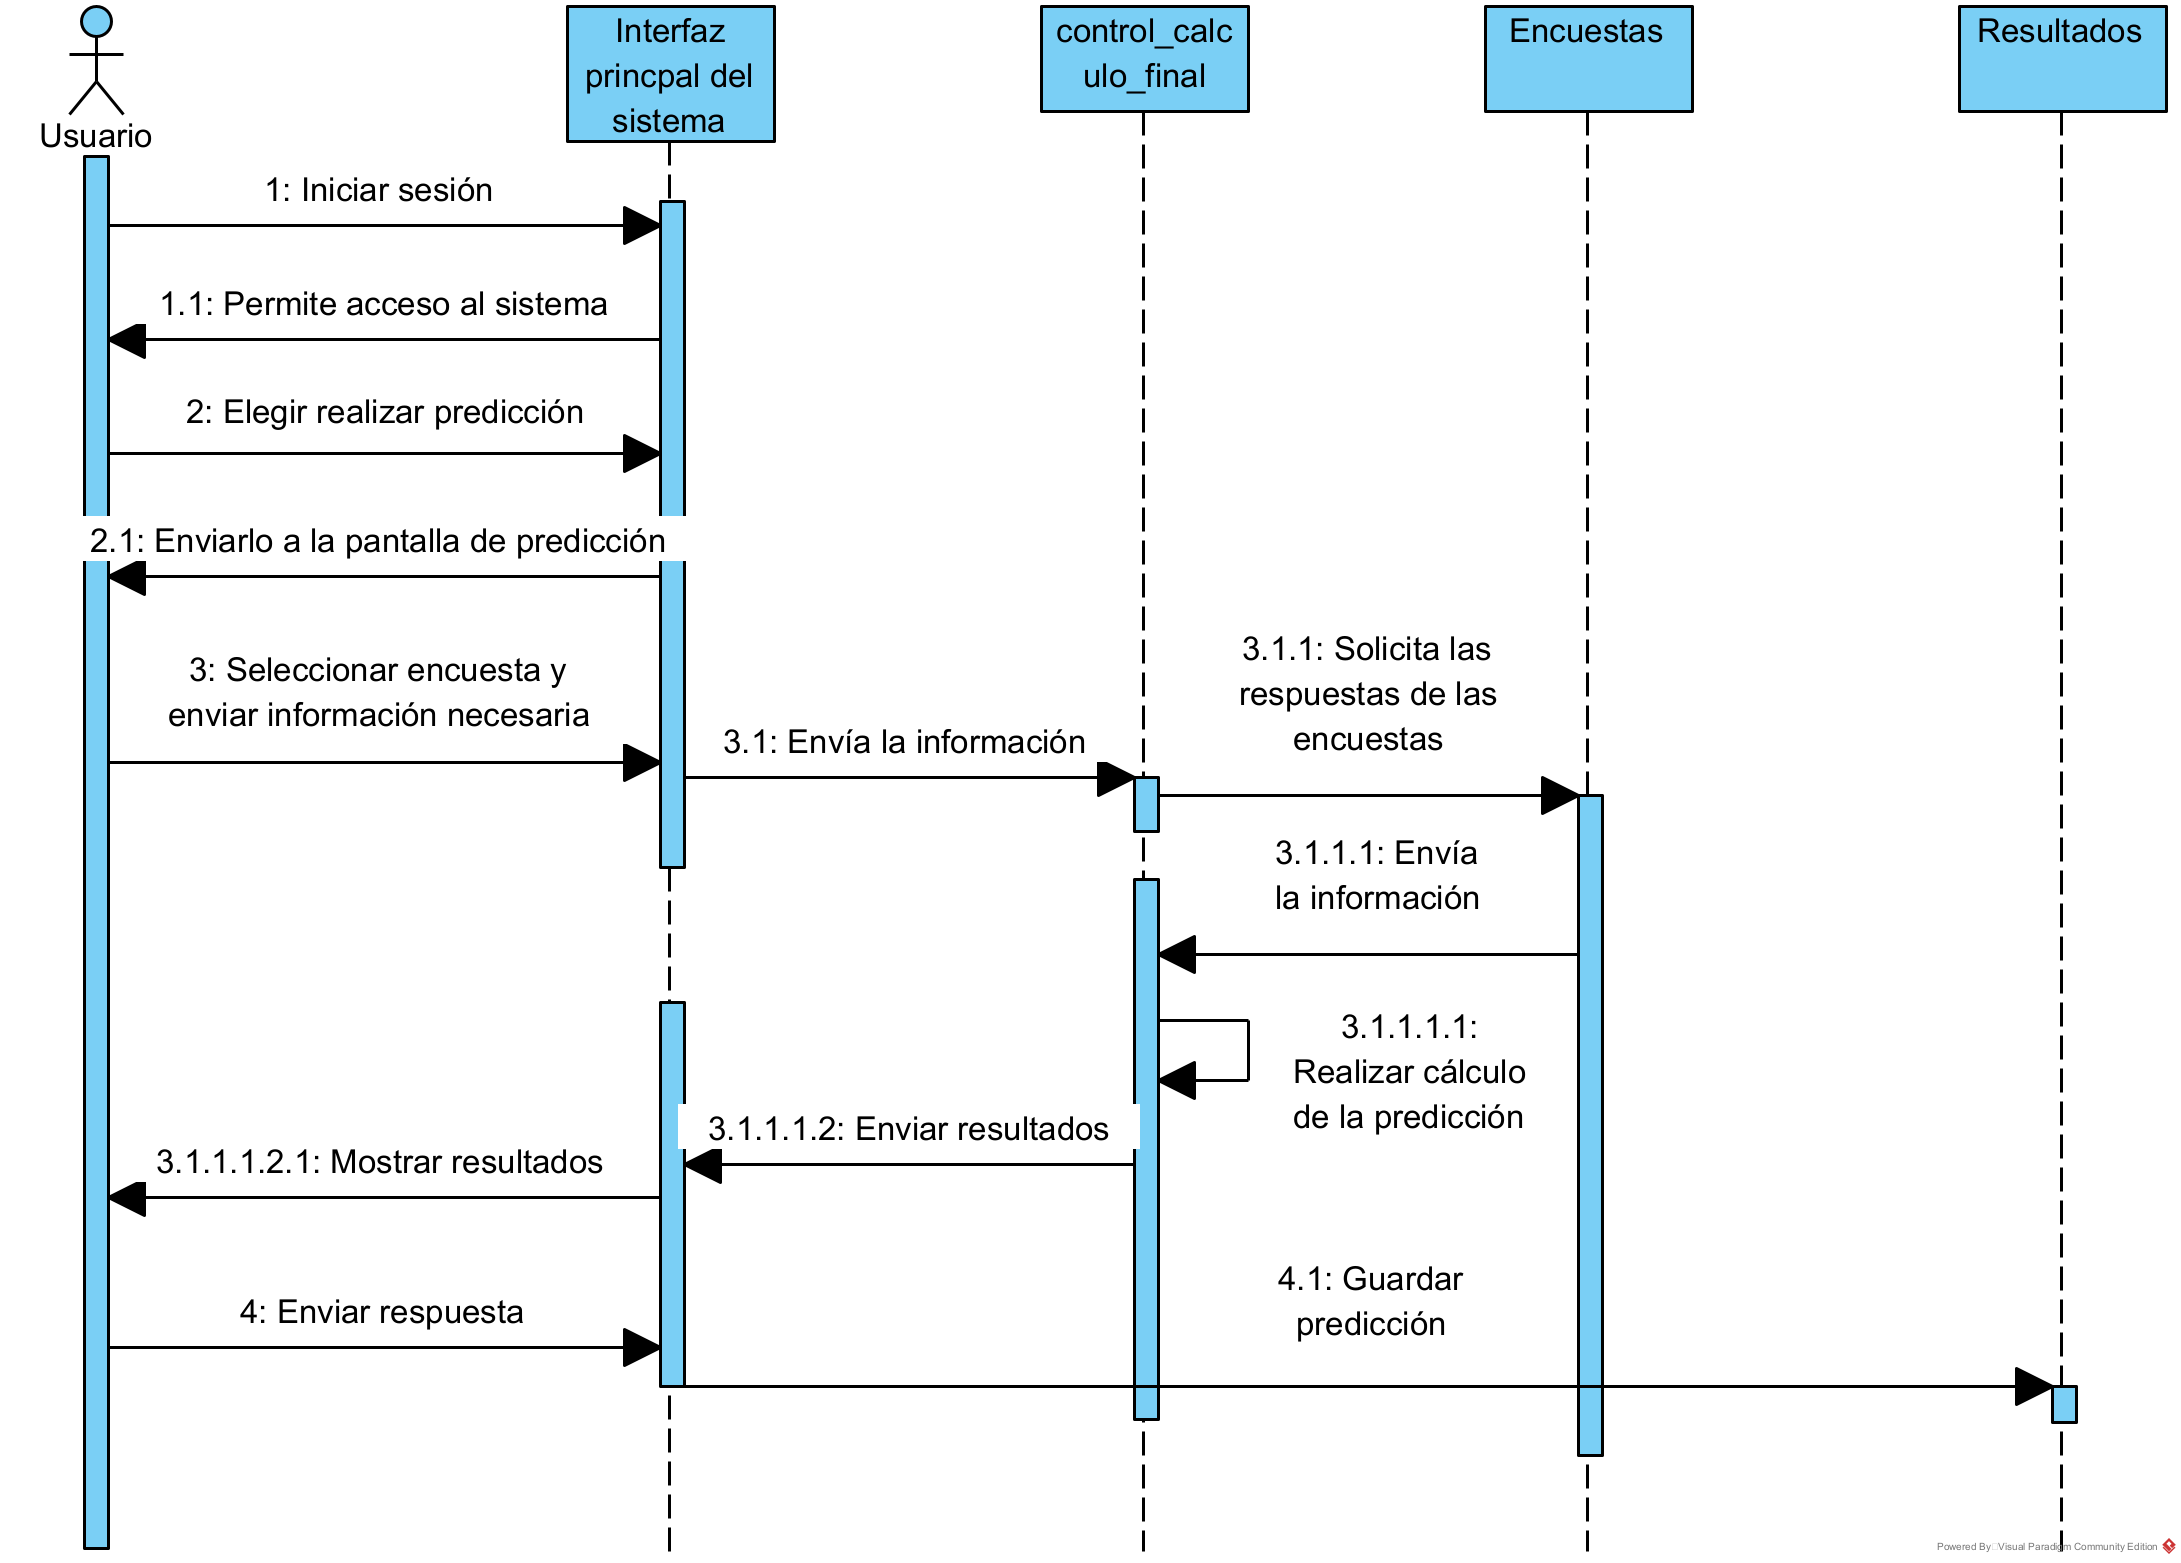 Usuario
Interfaz
princpal del
sistema
control_calc
ulo_final
Encuestas
Resultados
1: Iniciar sesión
1.1: Permite acceso al sistema
2: Elegir realizar predicción
2.1: Enviarlo a la pantalla de predicción
3: Seleccionar encuesta y
enviar información necesaria
3.1: Envía la información
3.1.1: Solicita las
respuestas de las
encuestas
3.1.1.1: Envía
la información
3.1.1.1.1:
Realizar cálculo
de la predicción
3.1.1.1.2: Enviar resultados
3.1.1.1.2.1: Mostrar resultados
4: Enviar respuesta
4.1: Guardar
predicción
Powered By Visual Paradigm Community Edition